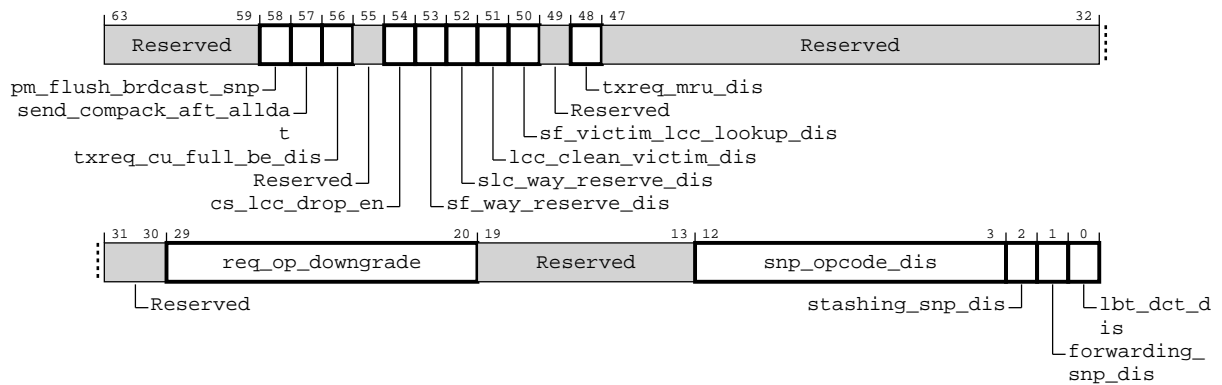 63 59 58 57 56 55 54 53 52 51 50 49 48 47 32
Reserved Reserved
pm_flush_brdcast_snp txreq_mru_dis
send_compack_aft_allda Reserved
t sf_victim_lcc_lookup_dis
txreq_cu_full_be_dis lcc_clean_victim_dis
Reserved slc_way_reserve_dis
cs_lcc_drop_en sf_way_reserve_dis
31 30 29 20 19 13 12 3 2 1 0
req_op_downgrade Reserved snp_opcode_dis
Reserved stashing_snp_dis lbt_dct_d
is
forwarding_
snp_dis